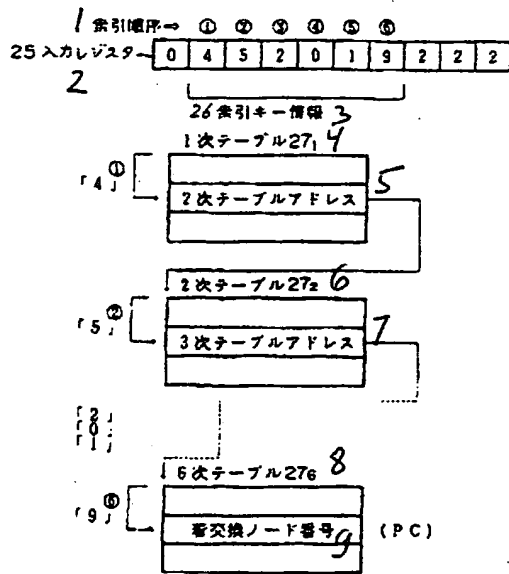 1 索引順序→ ① ② ③ ④ ⑤ ⑥
25 入力レジスタ 0 4 5 2 0 1 9 2 2 2
2
26 索引キー情報 3
1次テーブル27₁ 4
「4」①
2次テーブルアドレス 5
2次テーブル27₂ 6
「5」②
3次テーブルアドレス 7
「2」
「0」
「1」
6次テーブル27₆ 8
「9」⑥
着交換ノード番号 9 (PC)